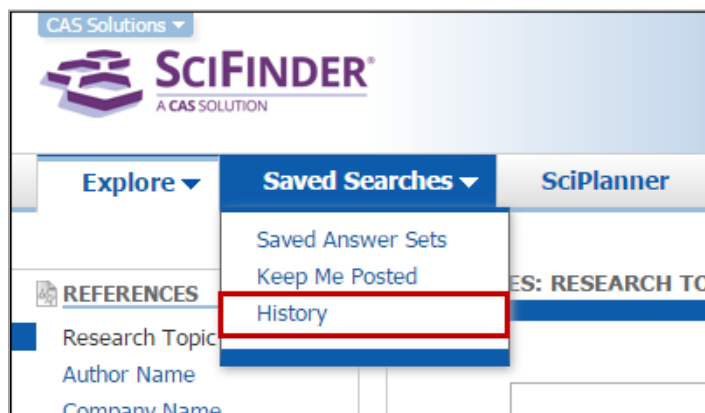 CAS Solutions
SCIFINDER®
A CAS SOLUTION
Explore
Saved Searches
SciPlanner
Saved Answer Sets
Keep Me Posted
History
REFERENCES
ES: RESEARCH TO
Research Topic
Author Name
Company Name